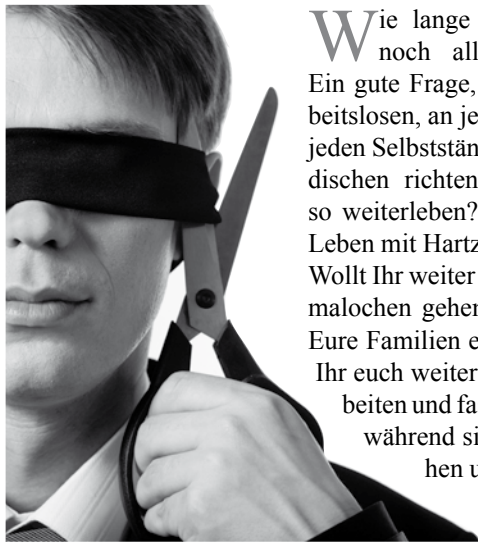 Wie lange
noch all
Ein gute Frage,
beitslosen, an je
jeden Selbststän
dischen richten
so weiterleben?
Leben mit Hartz
Wollt Ihr weiter
malochen gehen
Eure Familien e
Ihr euch weiter
beiten und fa
während si
hen u